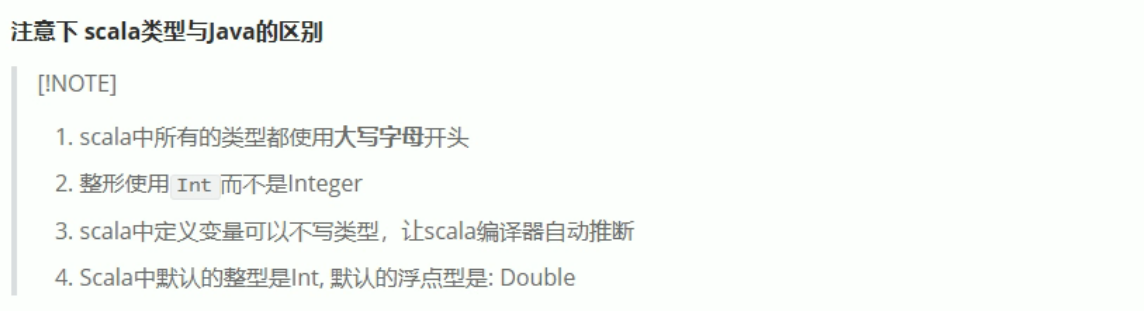 注意下 scala类型与Java的区别
[!NOTE]
1. scala中所有的类型都使用大写字母开头
2. 整形使用 Int 而不是Integer
3. scala中定义变量可以不写类型，让scala编译器自动推断
4. Scala中默认的整型是Int, 默认的浮点型是: Double